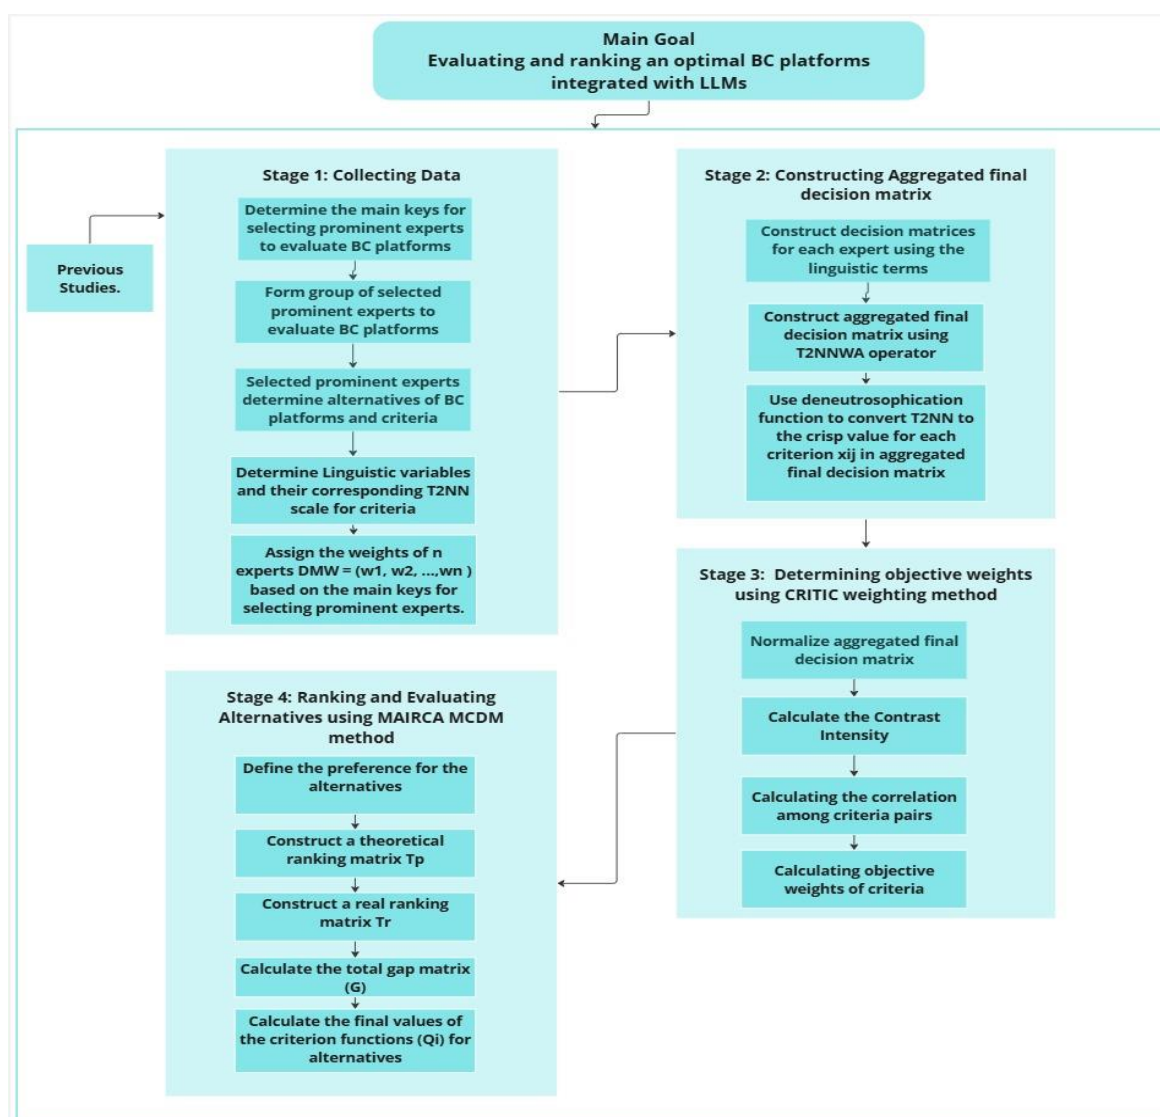 Main Goal
Evaluating and ranking an optimal BC platforms
integrated with LLMs
Previous
Studies.
Stage 1: Collecting Data
Determine the main keys for
selecting prominent experts
to evaluate BC platforms
Form group of selected
prominent experts to
evaluate BC platforms
Selected prominent experts
determine alternatives of BC
platforms and criteria
Determine Linguistic variables
and their corresponding T2NN
scale for criteria
Assign the weights of n
experts DMW = (w1, w2, ...,wn )
based on the main keys for
selecting prominent experts.
Stage 2: Constructing Aggregated final
decision matrix
Construct decision matrices
for each expert using the
linguistic terms
Construct aggregated final
decision matrix using
T2NNWA operator
Use deneutrosophication
function to convert T2NN to
the crisp value for each
criterion xij in aggregated
final decision matrix
Stage 3:  Determining objective weights
using CRITIC weighting method
Normalize aggregated final
decision matrix
Calculate the Contrast
Intensity
Calculating the correlation
among criteria pairs
Calculating objective
weights of criteria
Stage 4: Ranking and Evaluating
Alternatives using MAIRCA MCDM
method
Define the preference for the
alternatives
Construct a theoretical
ranking matrix Tp
Construct a real ranking
matrix Tr
Calculate the total gap matrix
(G)
Calculate the final values of
the criterion functions (Qi) for
alternatives